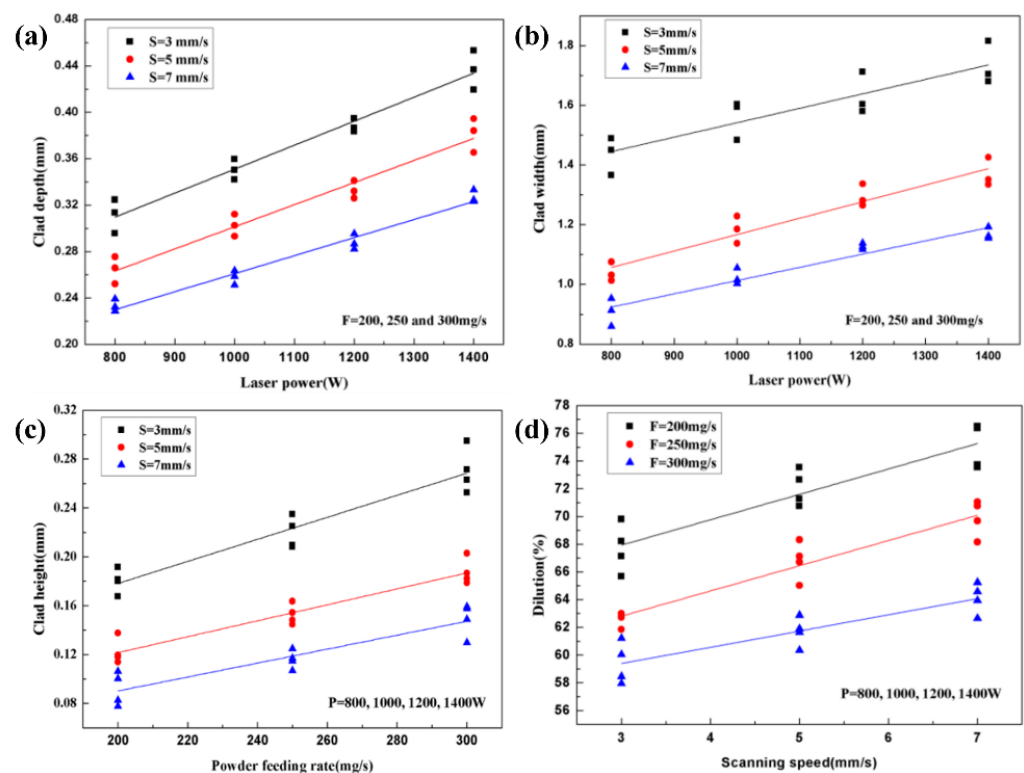 (a)
S=3 mm/s
S=5 mm/s
S=7 mm/s
0.48
0.44
0.40
0.36
0.32
0.28
0.24
0.20
Clad depth(mm)
F=200, 250 and 300mg/s
800 900 1000 1100 1200 1300 1400
Laser power(W)
(b)
S=3mm/s
S=5mm/s
S=7mm/s
1.8
1.6
1.4
1.2
1.0
0.8
Clad width(mm)
F=200, 250 and 300mg/s
800 900 1000 1100 1200 1300 1400
Laser power(W)
(c)
S=3mm/s
S=5mm/s
S=7mm/s
0.32
0.28
0.24
0.20
0.16
0.12
0.08
Clad height(mm)
P=800, 1000, 1200, 1400W
200 220 240 260 280 300
Powder feeding rate(mg/s)
(d)
F=200mg/s
F=250mg/s
F=300mg/s
78
76
74
72
70
68
66
64
62
60
58
56
Dilution(%)
P=800, 1000, 1200, 1400W
3 4 5 6 7
Scanning speed(mm/s)